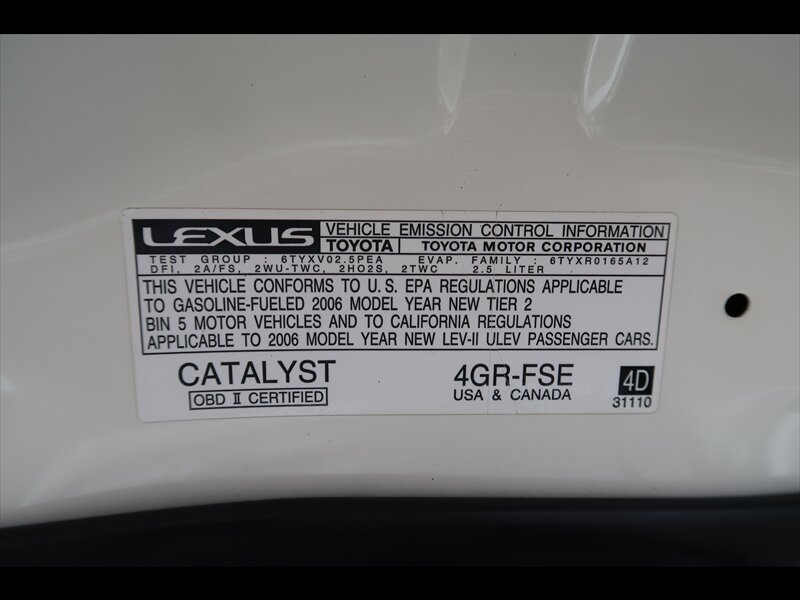 LEXUS VEHICLE EMISSION CONTROL INFORMATION
TOYOTA TOYOTA MOTOR CORPORATION
TEST GROUP : 6TYXV02.5PEA EVAP. FAMILY : 6TYXR0165A12
DFI, 2A/FS, 2WU-TWC, 2HO2S, 2TWC 2.5 LITER
THIS VEHICLE CONFORMS TO U.S. EPA REGULATIONS APPLICABLE
TO GASOLINE-FUELED 2006 MODEL YEAR NEW TIER 2
BIN 5 MOTOR VEHICLES AND TO CALIFORNIA REGULATIONS
APPLICABLE TO 2006 MODEL YEAR NEW LEV-II ULEV PASSENGER CARS.
CATALYST 4GR-FSE 4D
OBD II CERTIFIED USA & CANADA 31110